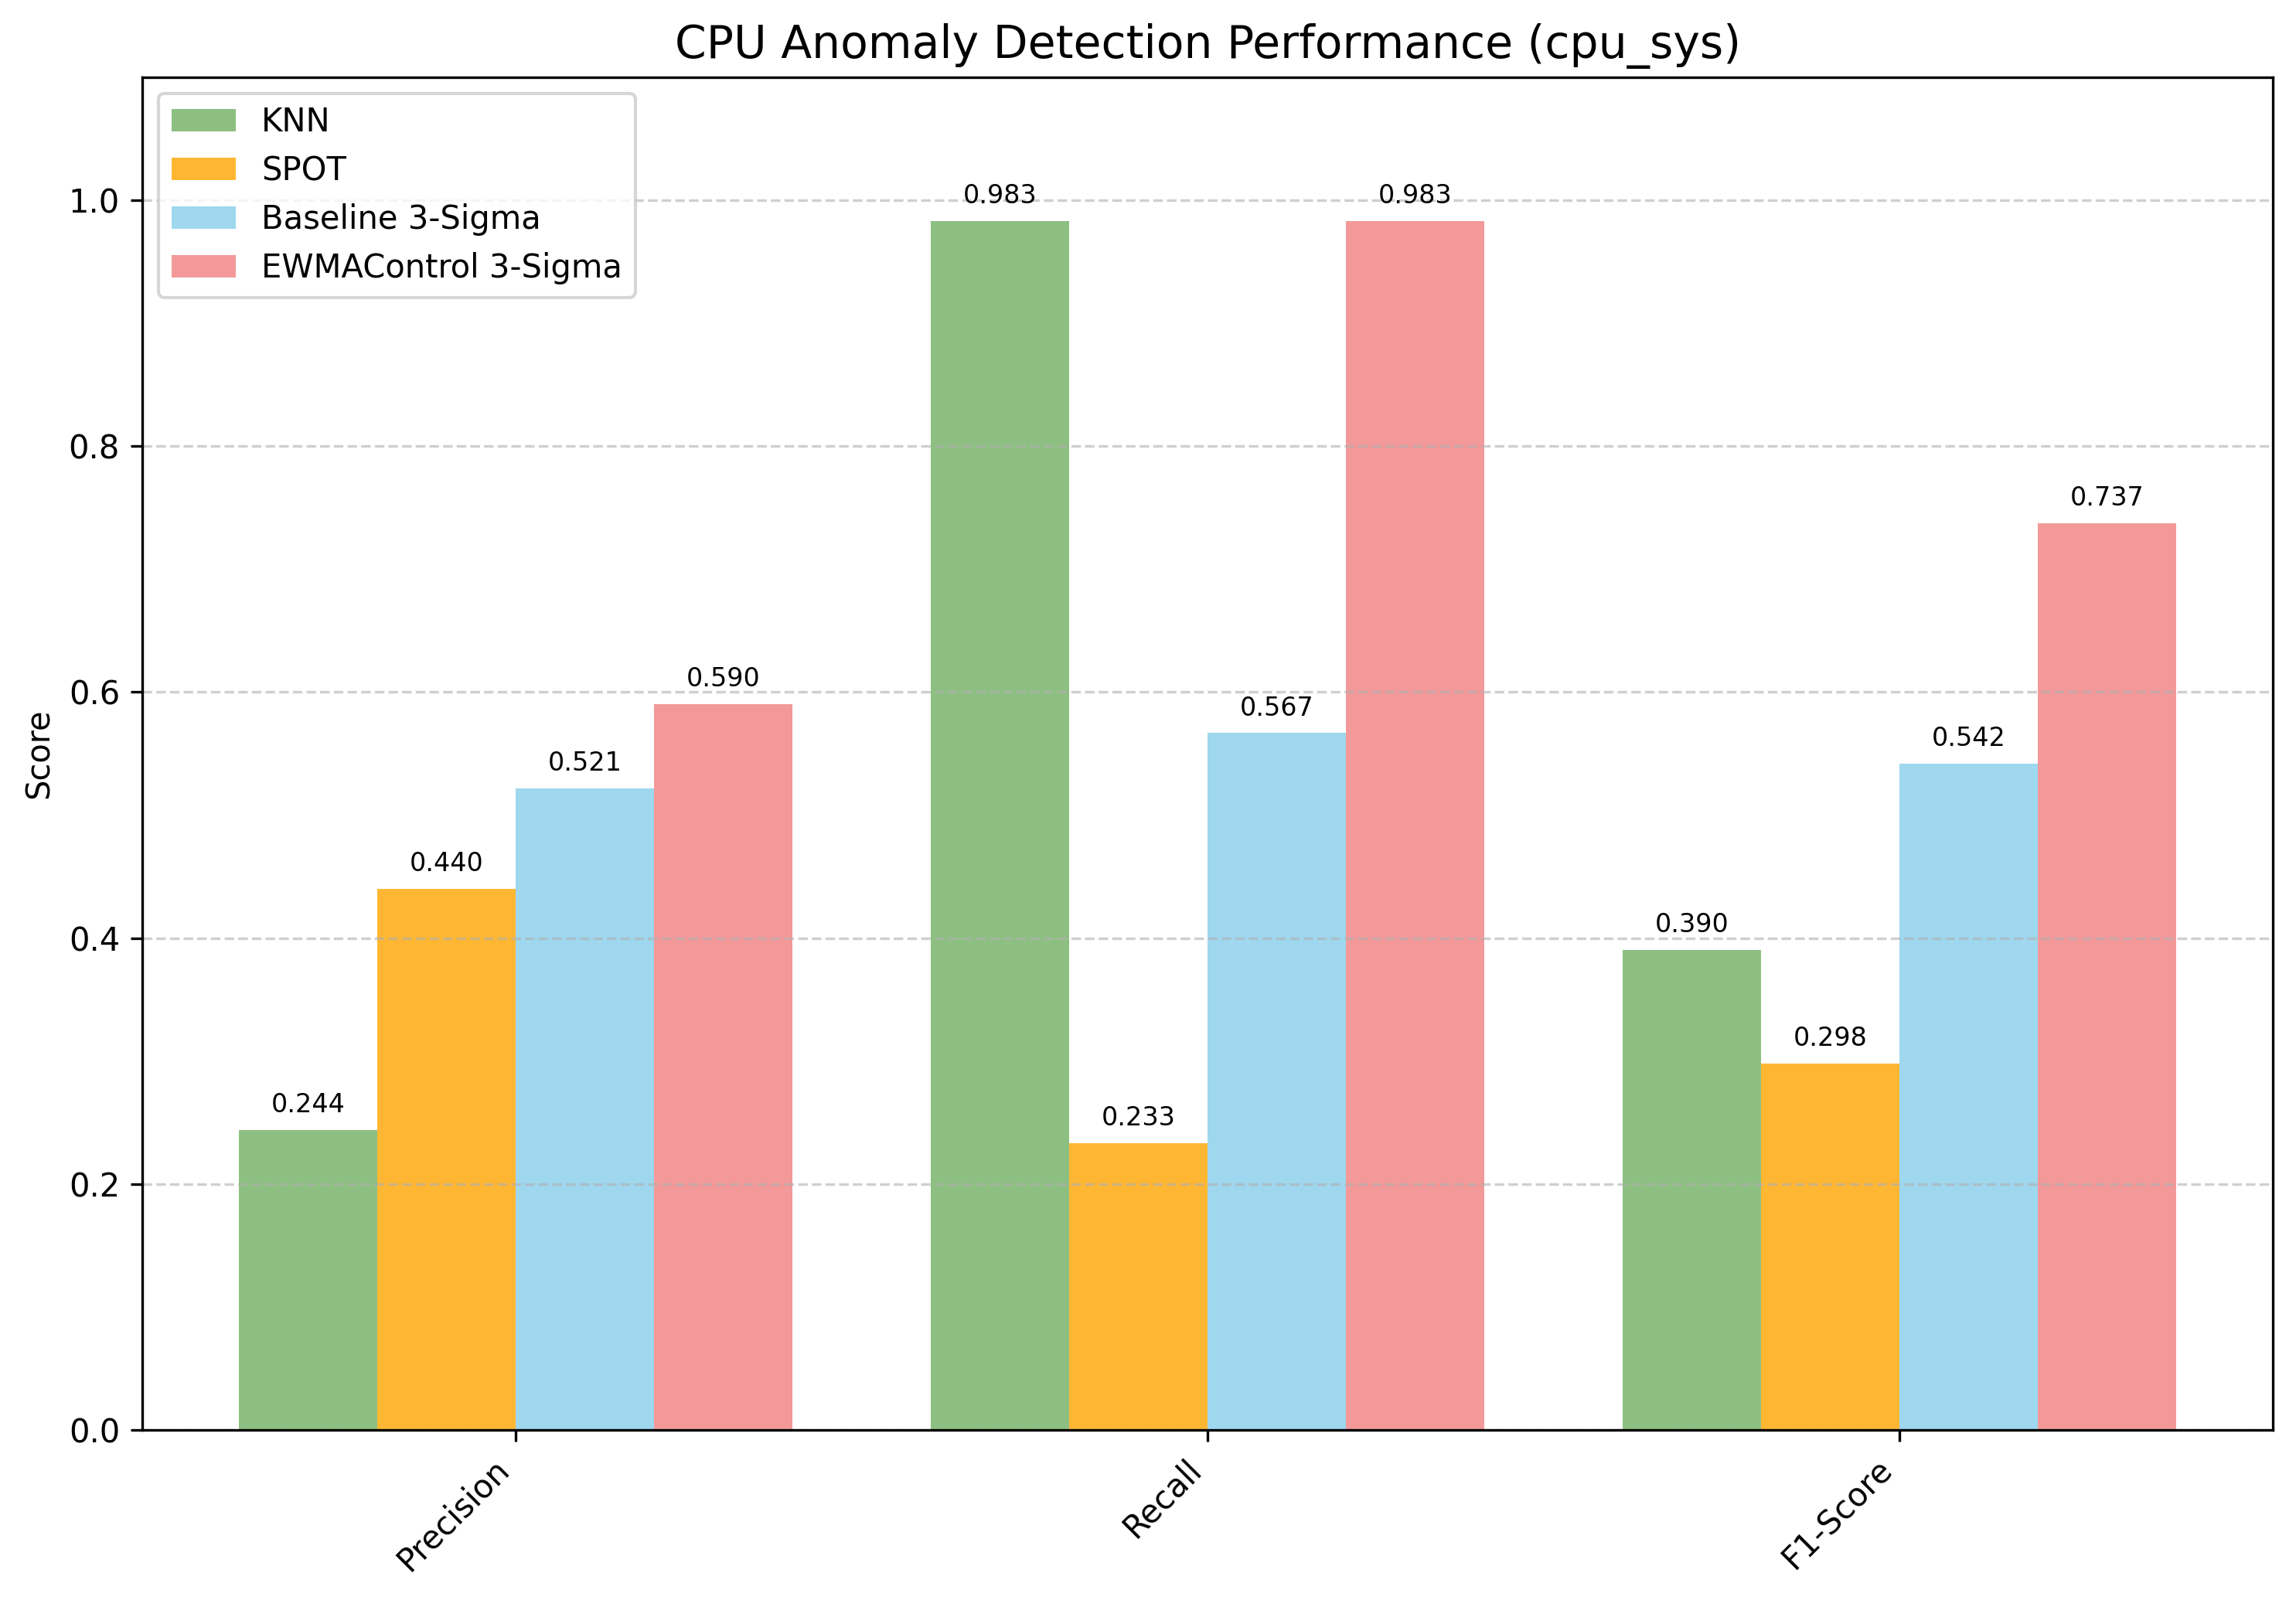 CPU Anomaly Detection Performance (cpu_sys)
KNN
SPOT
Baseline 3-Sigma
EWMAControl 3-Sigma
Score
1.0
0.8
0.6
0.4
0.2
0.0
0.244
0.440
0.521
0.590
0.983
0.233
0.567
0.983
0.390
0.298
0.542
0.737
Precision
Recall
F1-Score